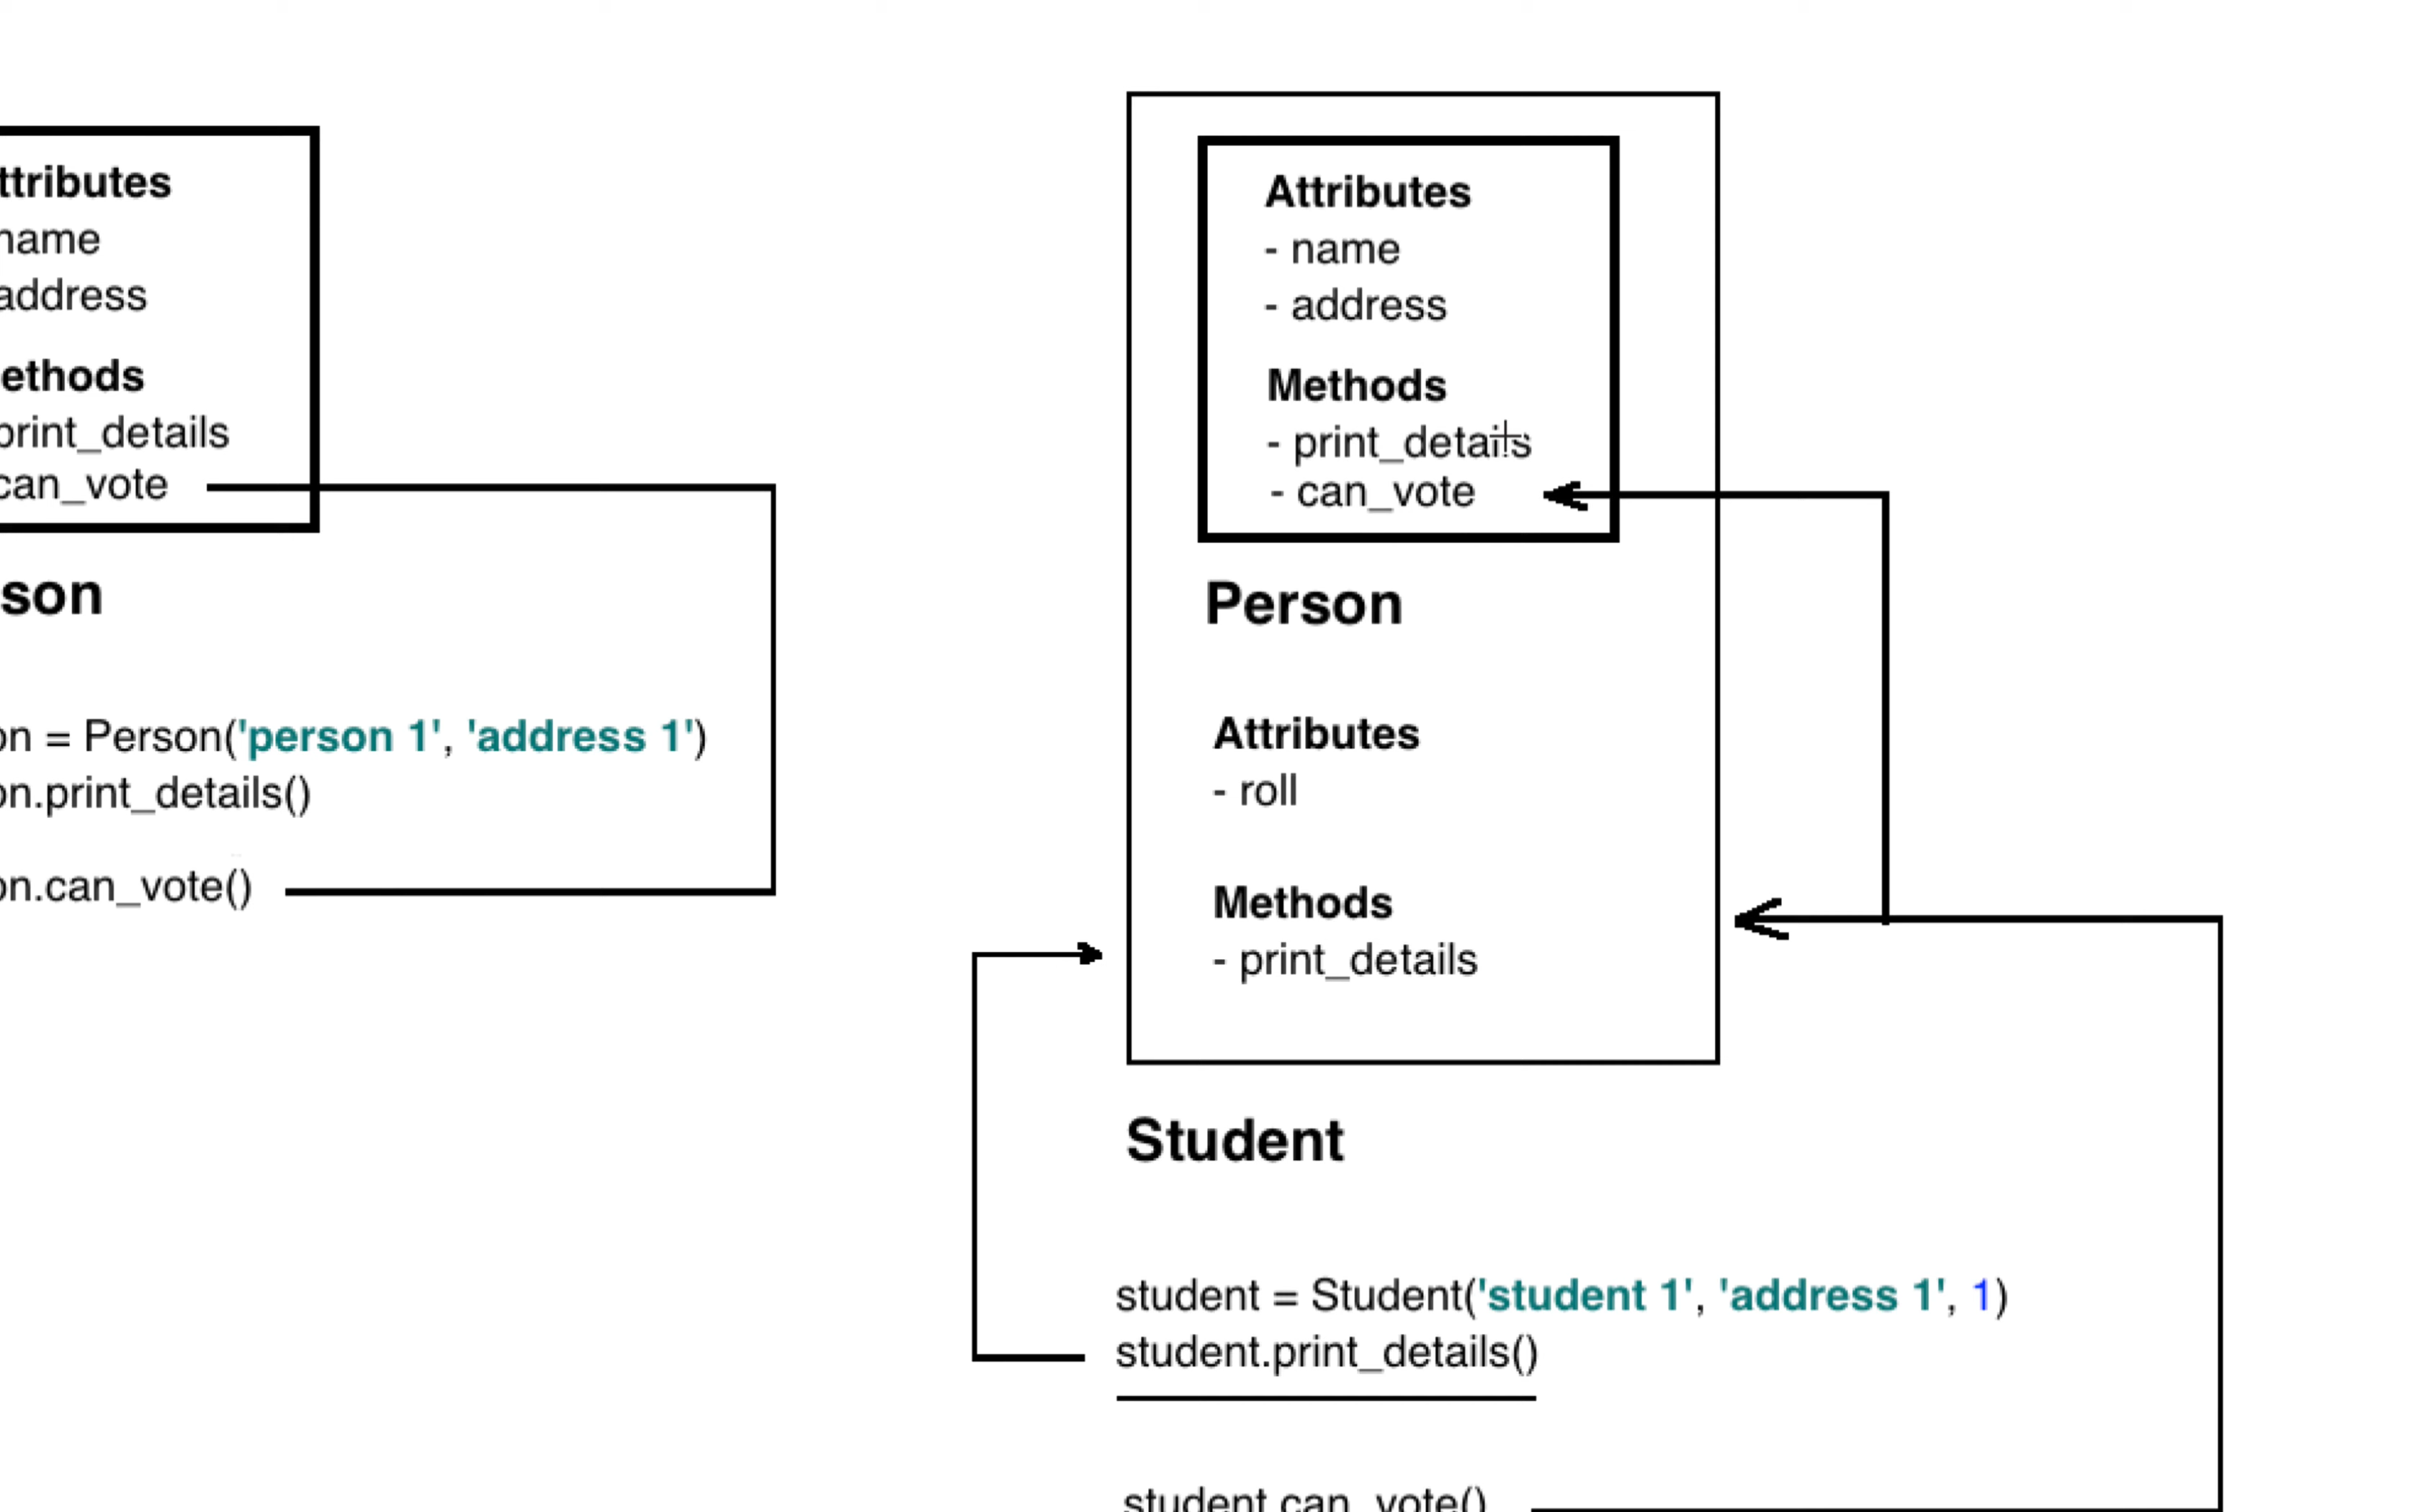 ttributes
name
address
ethods
print_details
can_vote
son
on = Person('person 1', 'address 1')
on.print_details()
on.can_vote()
Attributes
- name
- address
Methods
- print_details
- can_vote
Person
Attributes
- roll
Methods
- print_details
Student
student = Student('student 1', 'address 1', 1)
student.print_details()
student.can_vote()